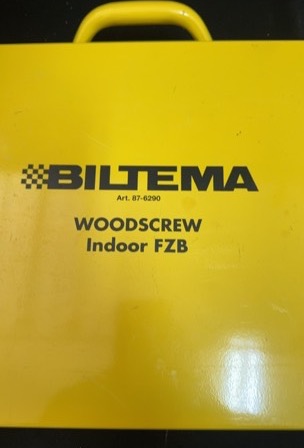 BILTEMA
Art. 87-6290
WOODSCREW
Indoor FZB